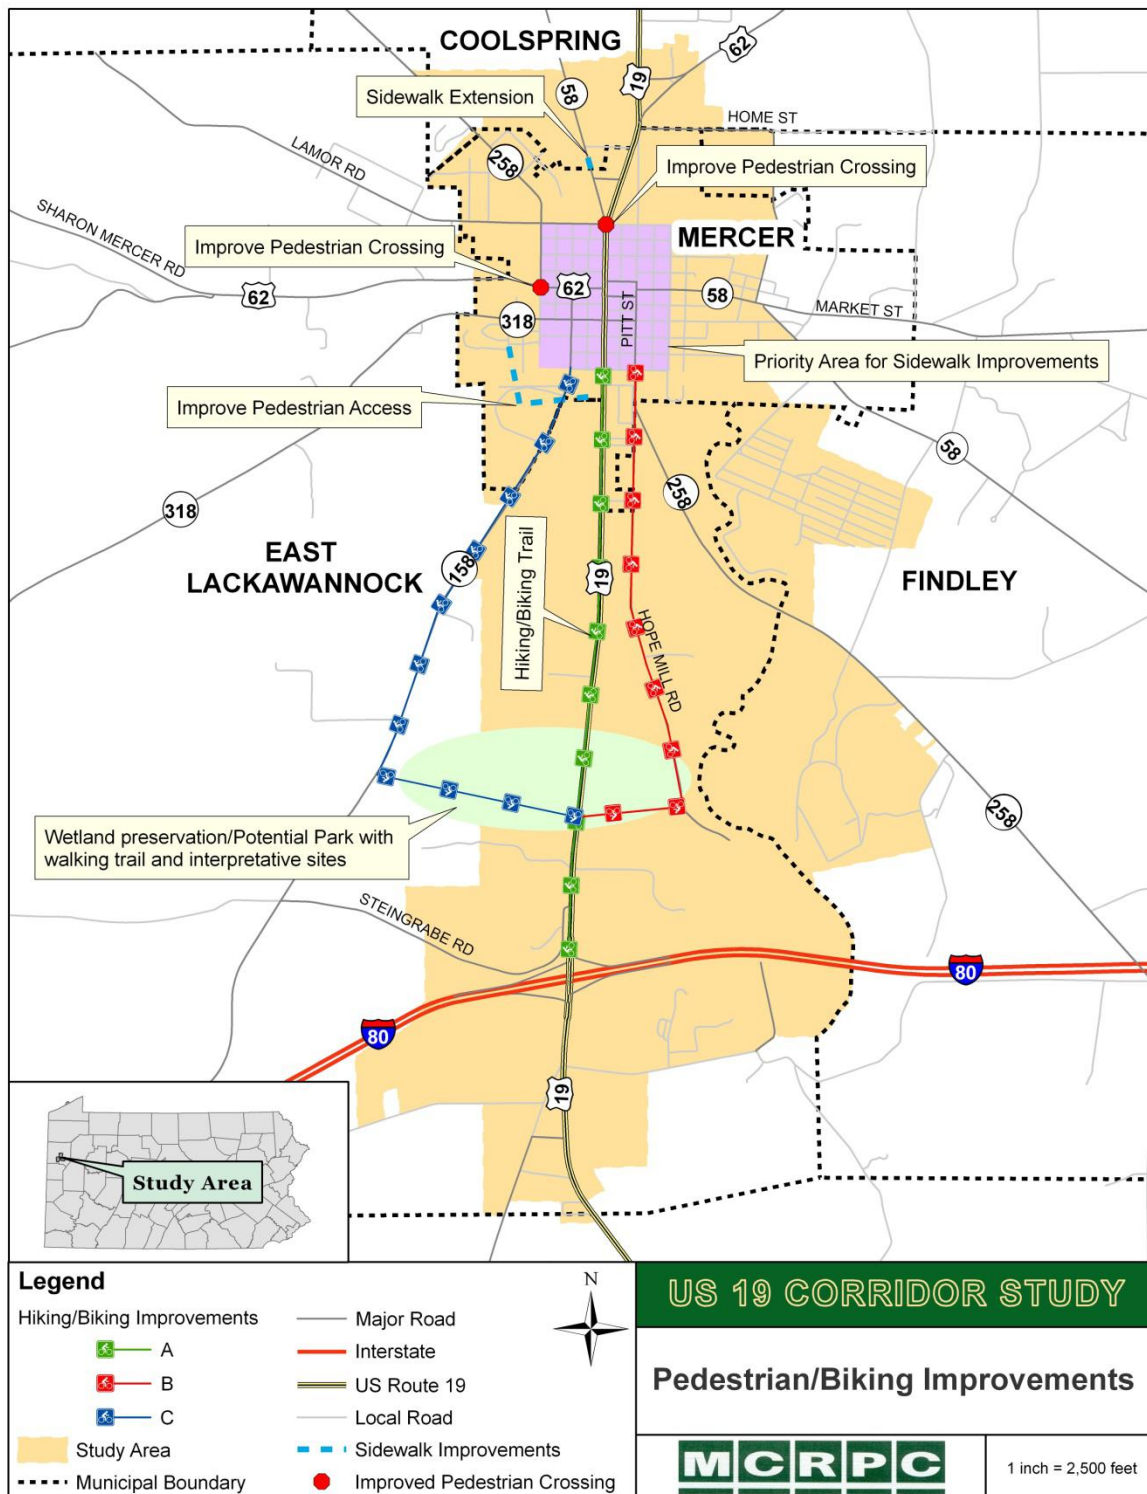 COOLSPRING
62
19
58
Sidewalk Extension
HOME ST
LAMOR RD
258
Improve Pedestrian Crossing
SHARON MERCER RD
MERCER
Improve Pedestrian Crossing
62
62
58
MARKET ST
318
PITT ST
Priority Area for Sidewalk Improvements
Improve Pedestrian Access
58
258
318
EAST
LACKAWANNOCK
158
Hiking/Biking Trail
19
FINDLEY
HOPE MILL RD
258
Wetland preservation/Potential Park with
walking trail and interpretative sites
STEINGRABE RD
80
80
19
Study Area
Legend
Hiking/Biking Improvements
A
B
C
Study Area
Municipal Boundary
Major Road
Interstate
US Route 19
Local Road
Sidewalk Improvements
Improved Pedestrian Crossing
N
US 19 CORRIDOR STUDY
Pedestrian/Biking Improvements
MCRPC
1 inch = 2,500 feet